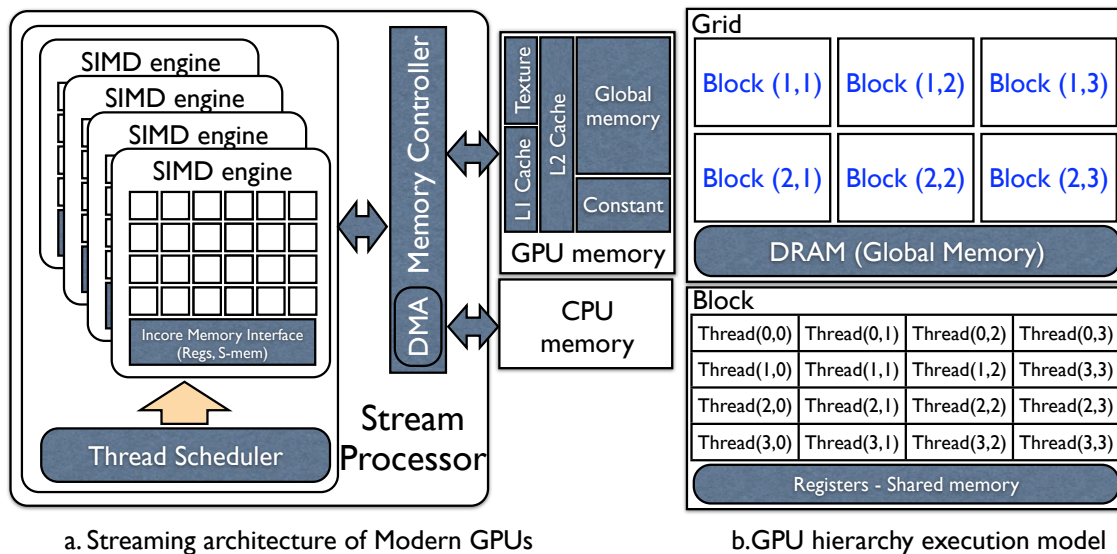 SIMD engine
SIMD engine
SIMD engine
SIMD engine
Incore Memory Interface
(Regs, S-mem)
Thread Scheduler
Stream
Processor
DMA Memory Controller
L1 Cache
Texture
L2 Cache
Global
memory
Constant
GPU memory
CPU
memory
a. Streaming architecture of Modern GPUs
Grid
Block (1,1) Block (1,2) Block (1,3)
Block (2,1) Block (2,2) Block (2,3)
DRAM (Global Memory)
Block
Thread(0,0) Thread(0,1) Thread(0,2) Thread(0,3)
Thread(1,0) Thread(1,1) Thread(1,2) Thread(3,3)
Thread(2,0) Thread(2,1) Thread(2,2) Thread(2,3)
Thread(3,0) Thread(3,1) Thread(3,2) Thread(3,3)
Registers - Shared memory
b.GPU hierarchy execution model